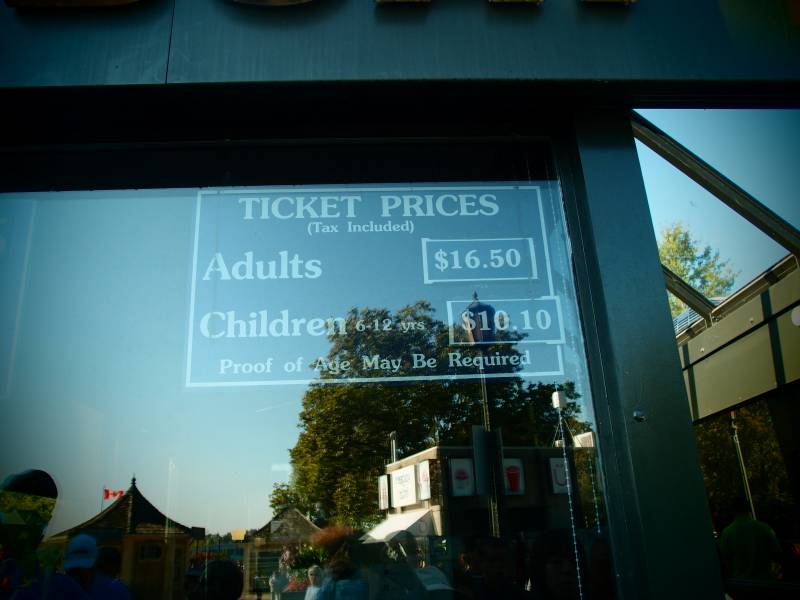 TICKET PRICES
(Tax Included)
Adults $16.50
Children 6-12 yrs $10.10
Proof of Age May Be Required